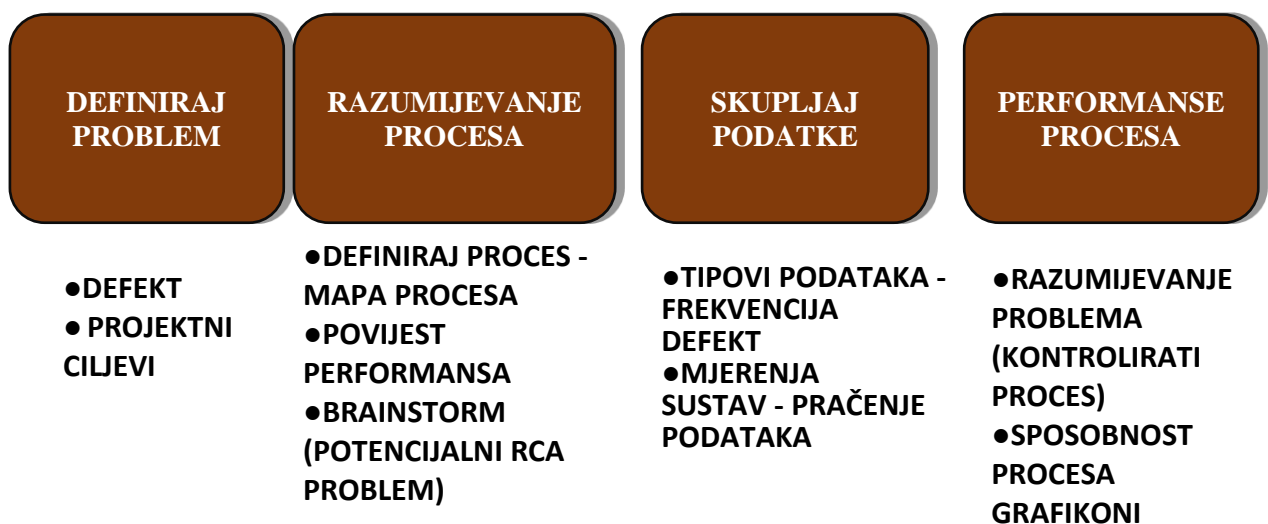 DEFINIRAJ
PROBLEM
RAZUMIJEVANJE
PROCESA
SKUPLJAJ
PODATKE
PERFORMANSE
PROCESA
●DEFEKT
● PROJEKTNI
CILJEVI
●DEFINIRAJ PROCES -
MAPA PROCESA
●POVIJEST
PERFORMANSA
●BRAINSTORM
(POTENCIJALNI RCA
PROBLEM)
●TIPOVI PODATAKA -
FREKVENCIJA
DEFEKT
●MJERENJA
SUSTAV - PRAČENJE
PODATAKA
●RAZUMIJEVANJE
PROBLEMA
(KONTROLIRATI
PROCES)
●SPOSOBNOST
PROCESA
GRAFIKONI